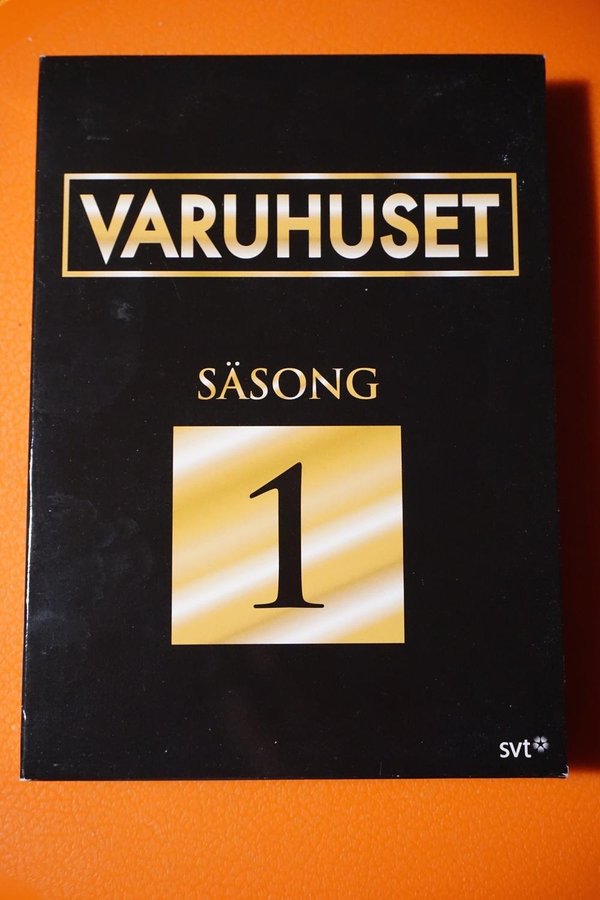 VARUHUSET
SÄSONG
1
svt